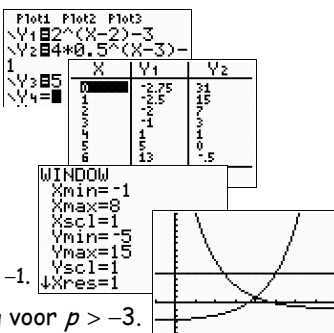 Plot1 Plot2 Plot3
\Y1=2^(X-2)-3
\Y2=4*0.5^(X-3)-
1
\Y3=5
\Y4=
X Y1 Y2
0 -2.75 31
1 -2.5 15
2 -2 7
3 -1 3
4 1 1
5 5 0
6 13 -.5
WINDOW
Xmin=-1
Xmax=8
Xscl=1
Ymin=-5
Ymax=15
Yscl=1
↓Xres=1
–1.
voor p > –3.